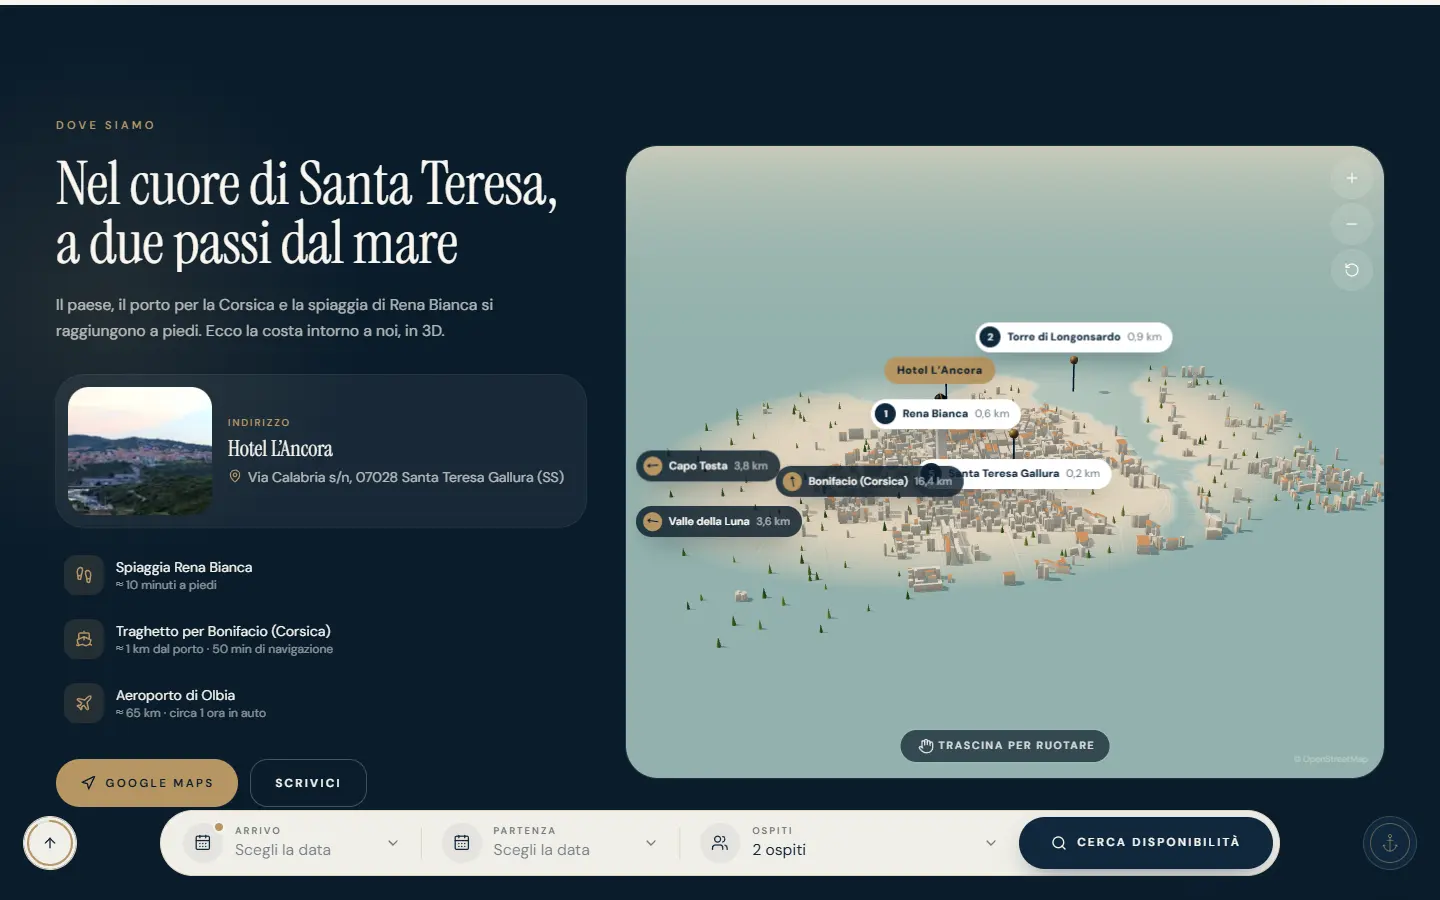 DOVE SIAMO
Nel cuore di Santa Teresa,
a due passi dal mare
Il paese, il porto per la Corsica e la spiaggia di Rena Bianca si
raggiungono a piedi. Ecco la costa intorno a noi, in 3D.
INDIRIZZO
Hotel L'Ancora
Via Calabria s/n, 07028 Santa Teresa Gallura (SS)
Spiaggia Rena Bianca
≈ 10 minuti a piedi
Traghetto per Bonifacio (Corsica)
≈ 1 km dal porto · 50 min di navigazione
Aeroporto di Olbia
≈ 65 km · circa 1 ora in auto
GOOGLE MAPS
SCRIVICI
2 Torre di Longonsardo 0,9 km
Hotel L'Ancora
1 Rena Bianca 0,6 km
Capo Testa 3,8 km
Santa Teresa Gallura 0,2 km
Bonifacio (Corsica) 16,4 km
Valle della Luna 3,6 km
TRASCINA PER RUOTARE
© OpenStreetMap
ARRIVO
Scegli la data
PARTENZA
Scegli la data
OSPITI
2 ospiti
CERCA DISPONIBILITÀ